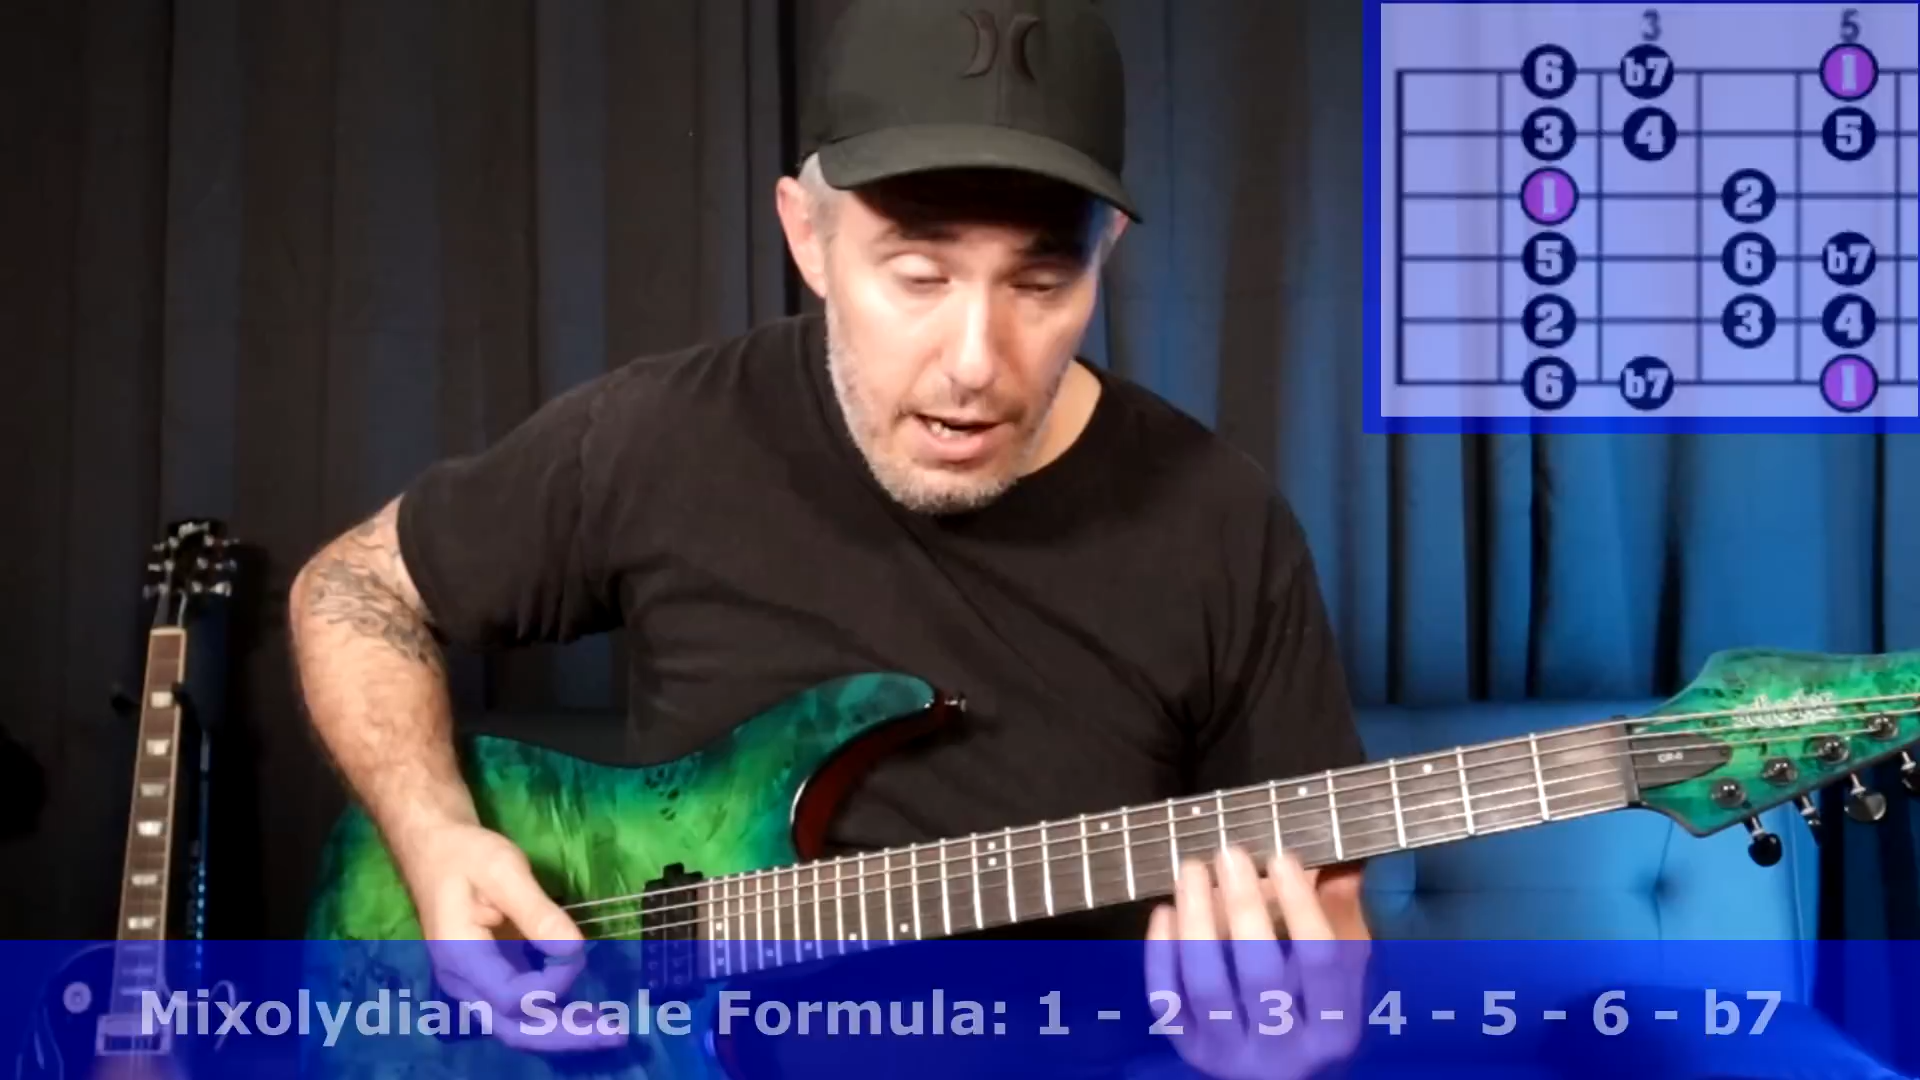 3 5
6 b7 1
3 4 5
1 2
5 6 b7
2 3 4
6 b7 1
Mixolydian Scale Formula: 1 - 2 - 3 - 4 - 5 - 6 - b7